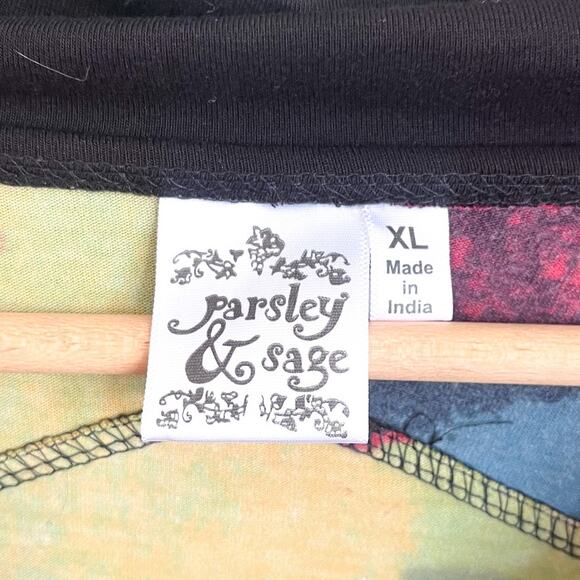 parsley
& sage
XL
Made
in
India